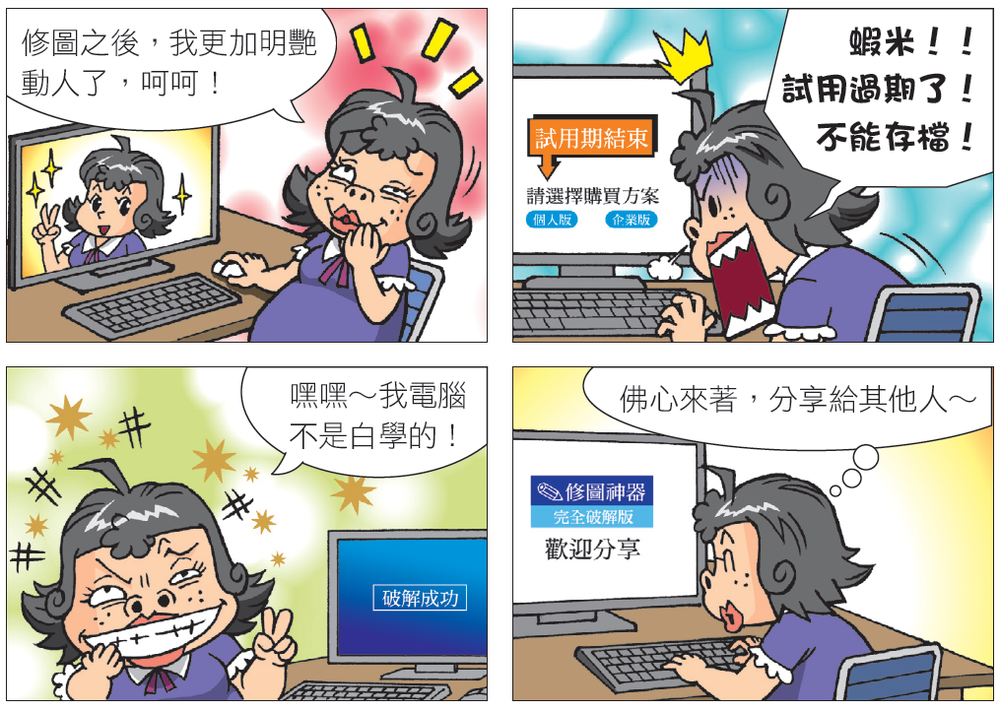 修圖之後，我更加明艷
動人了，呵呵！
蝦米！！
試用過期了！
不能存檔！
試用期結束
請選擇購買方案
個人版 企業版
嘿嘿～我電腦
不是白學的！
破解成功
佛心來著，分享給其他人～
修圖神器
完全破解版
歡迎分享